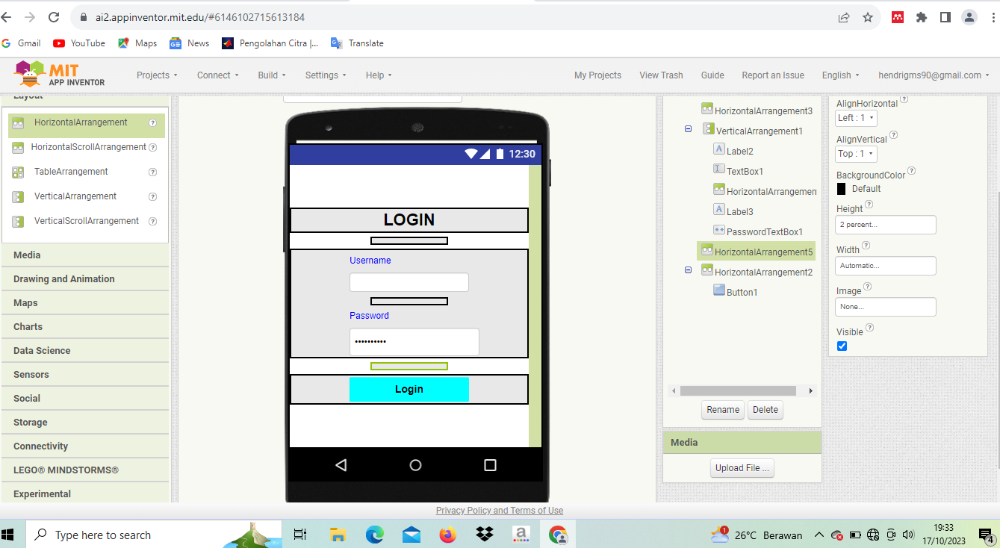 ai2.appinventor.mit.edu/#6146102715613184
Gmail YouTube Maps News Pengolahan Citra |... Translate
MIT
APP INVENTOR
Projects Connect Build Settings Help My Projects View Trash Guide Report an Issue English hendrigms90@gmail.com
Layout
HorizontalArrangement ?
HorizontalScrollArrangement ?
TableArrangement ?
VerticalArrangement ?
VerticalScrollArrangement ?
Media
Drawing and Animation
Maps
Charts
Data Science
Sensors
Social
Storage
Connectivity
LEGO® MINDSTORMS®
Experimental
12:30
LOGIN
Username
Password
••••••••••
Login
HorizontalArrangement3
VerticalArrangement1
Label2
TextBox1
HorizontalArrangemen
Label3
PasswordTextBox1
HorizontalArrangement5
HorizontalArrangement2
Button1
Rename Delete
Media
Upload File ...
AlignHorizontal ?
Left : 1
AlignVertical ?
Top : 1
BackgroundColor ?
Default
Height ?
2 percent...
Width ?
Automatic...
Image ?
None...
Visible ?
Privacy Policy and Terms of Use
Type here to search
1
26°C Berawan
19:33
17/10/2023
4